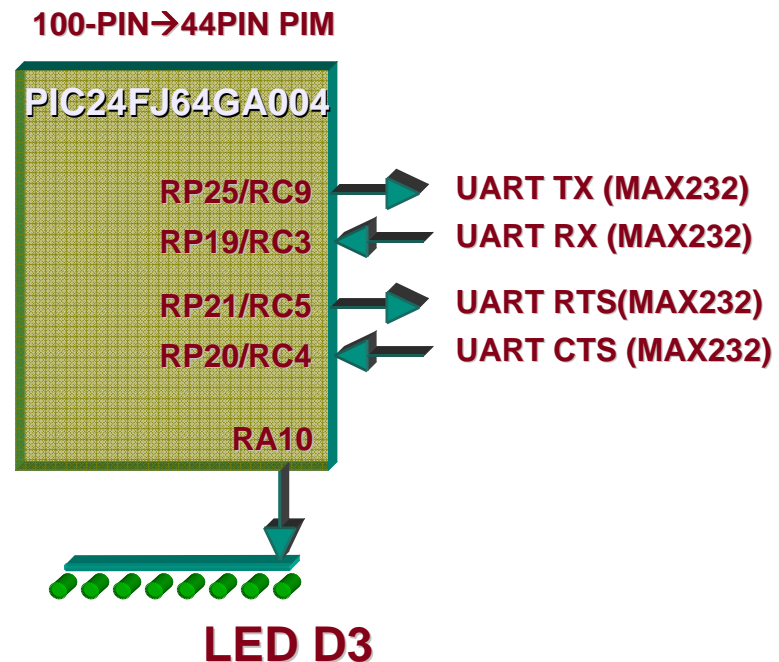 100-PIN→44PIN PIM
PIC24FJ64GA004
RP25/RC9
UART TX (MAX232)
RP19/RC3
UART RX (MAX232)
RP21/RC5
UART RTS(MAX232)
RP20/RC4
UART CTS (MAX232)
RA10
LED D3